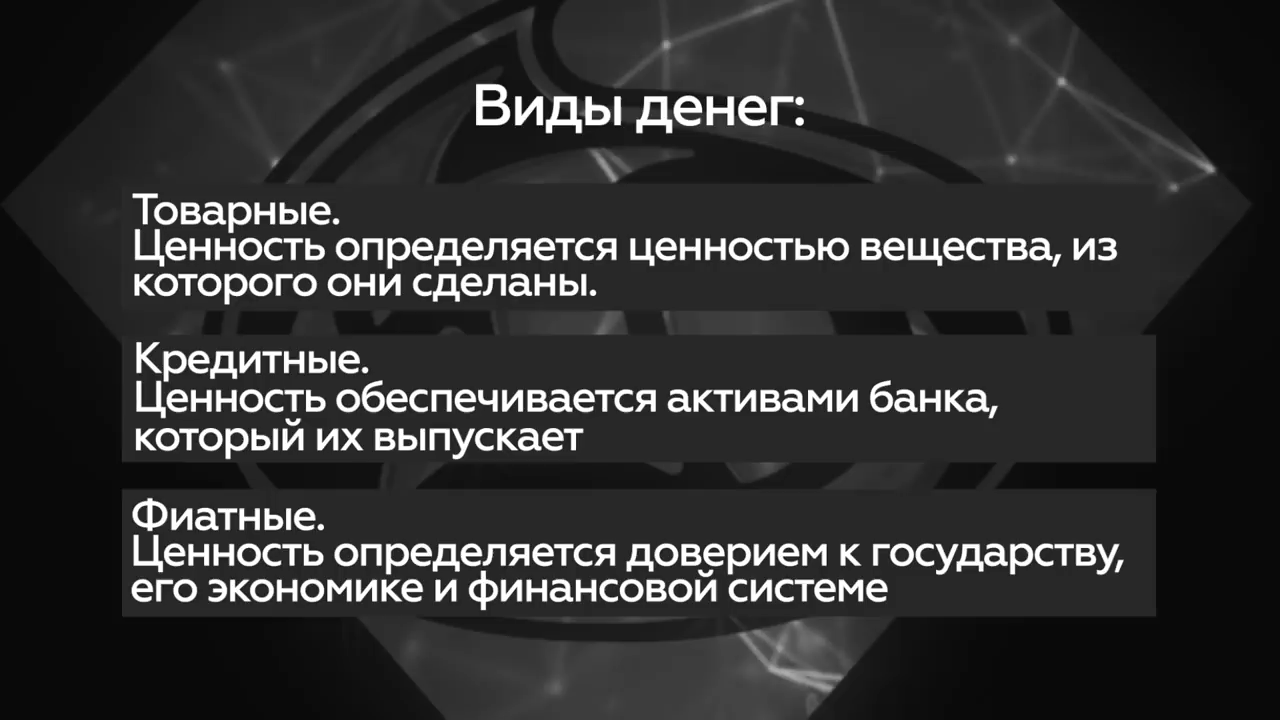 Виды денег:
Товарные.
Ценность определяется ценностью вещества, из
которого они сделаны.
Кредитные.
Ценность обеспечивается активами банка,
который их выпускает
Фиатные.
Ценность определяется доверием к государству,
его экономике и финансовой системе